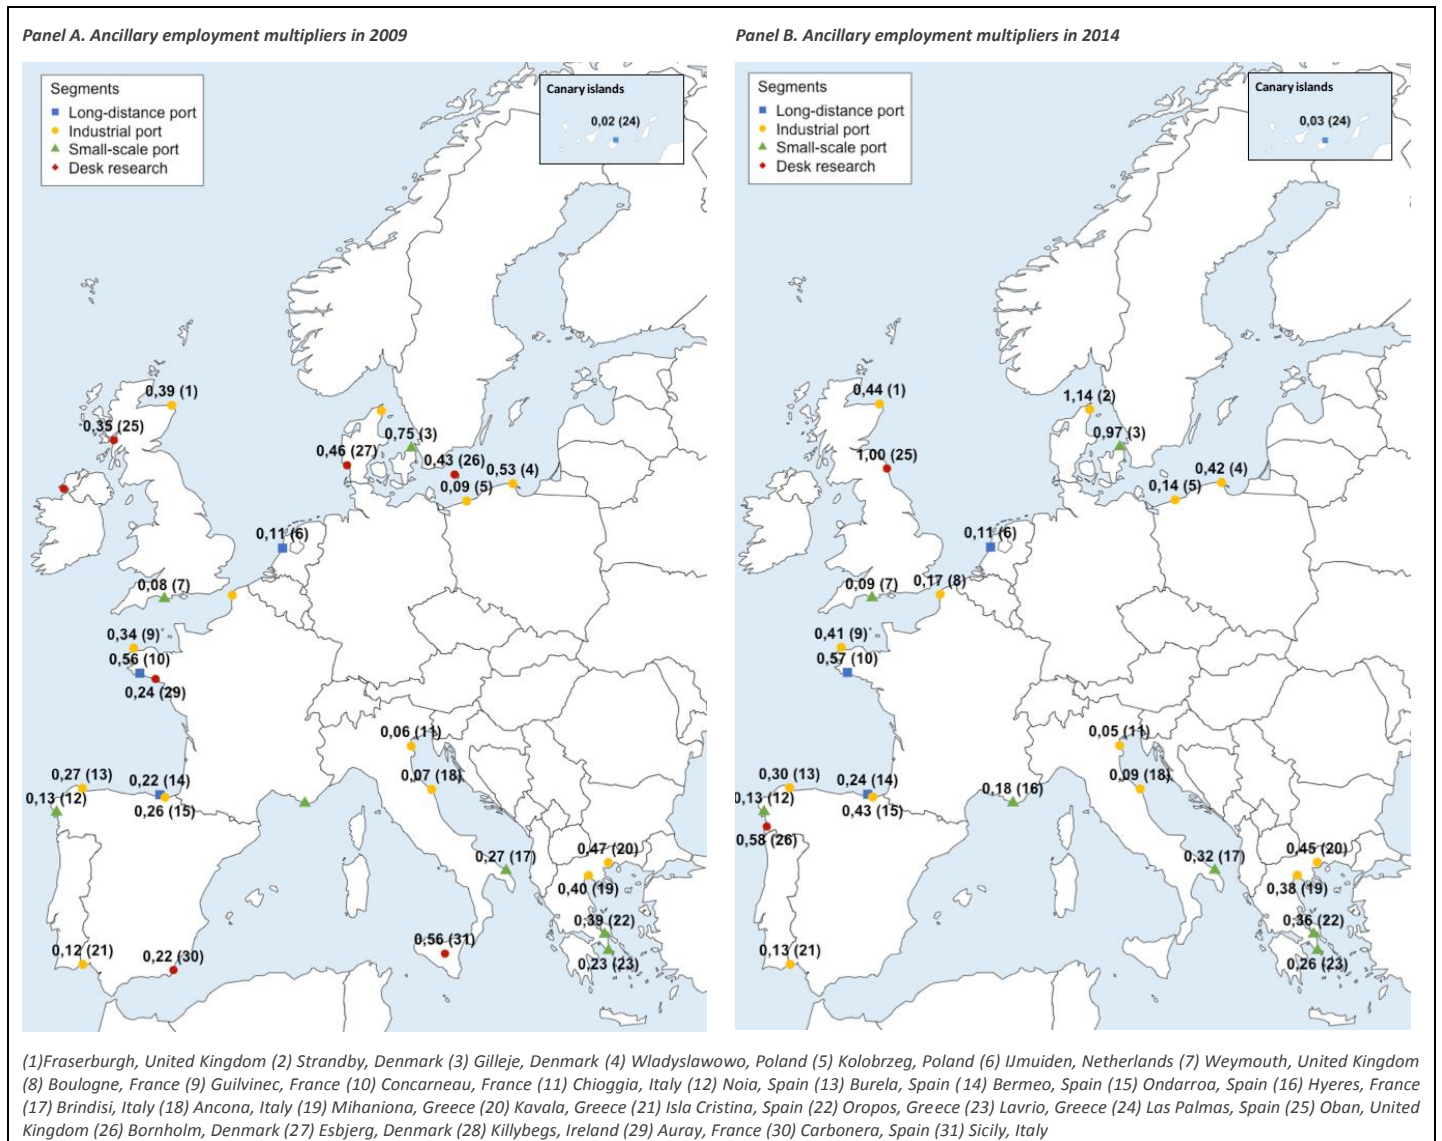 Panel A. Ancillary employment multipliers in 2009
Segments
Long-distance port
Industrial port
Small-scale port
Desk research
Canary islands
0,02 (24)
0,39 (1)
0,35 (25)
0,75 (3)
0,46 (27)
0,43 (26)
0,53 (4)
0,09 (5)
0,11 (6)
0,08 (7)
0,34 (9)
0,56 (10)
0,24 (29)
0,06 (11)
0,07 (18)
0,27 (13)
0,22 (14)
0,13 (12)
0,26 (15)
0,27 (17)
0,47 (20)
0,40 (19)
0,39 (22)
0,23 (23)
0,56 (31)
0,12 (21)
0,22 (30)
Panel B. Ancillary employment multipliers in 2014
Segments
Long-distance port
Industrial port
Small-scale port
Desk research
Canary islands
0,03 (24)
0,44 (1)
1,14 (2)
0,97 (3)
1,00 (25)
0,42 (4)
0,14 (5)
0,11 (6)
0,09 (7)
0,17 (8)
0,41 (9)
0,57 (10)
0,05 (11)
0,09 (18)
0,30 (13)
0,24 (14)
0,18 (16)
0,13 (12)
0,43 (15)
0,58 (26)
0,32 (17)
0,45 (20)
0,38 (19)
0,36 (22)
0,26 (23)
0,13 (21)
(1)Fraserburgh, United Kingdom (2) Strandby, Denmark (3) Gilleje, Denmark (4) Wladyslawowo, Poland (5) Kolobrzeg, Poland (6) IJmuiden, Netherlands (7) Weymouth, United Kingdom
(8) Boulogne, France (9) Guilvinec, France (10) Concarneau, France (11) Chioggia, Italy (12) Noia, Spain (13) Burela, Spain (14) Bermeo, Spain (15) Ondarroa, Spain (16) Hyeres, France
(17) Brindisi, Italy (18) Ancona, Italy (19) Mihaniona, Greece (20) Kavala, Greece (21) Isla Cristina, Spain (22) Oropos, Greece (23) Lavrio, Greece (24) Las Palmas, Spain (25) Oban, United
Kingdom (26) Bornholm, Denmark (27) Esbjerg, Denmark (28) Killybegs, Ireland (29) Auray, France (30) Carbonera, Spain (31) Sicily, Italy